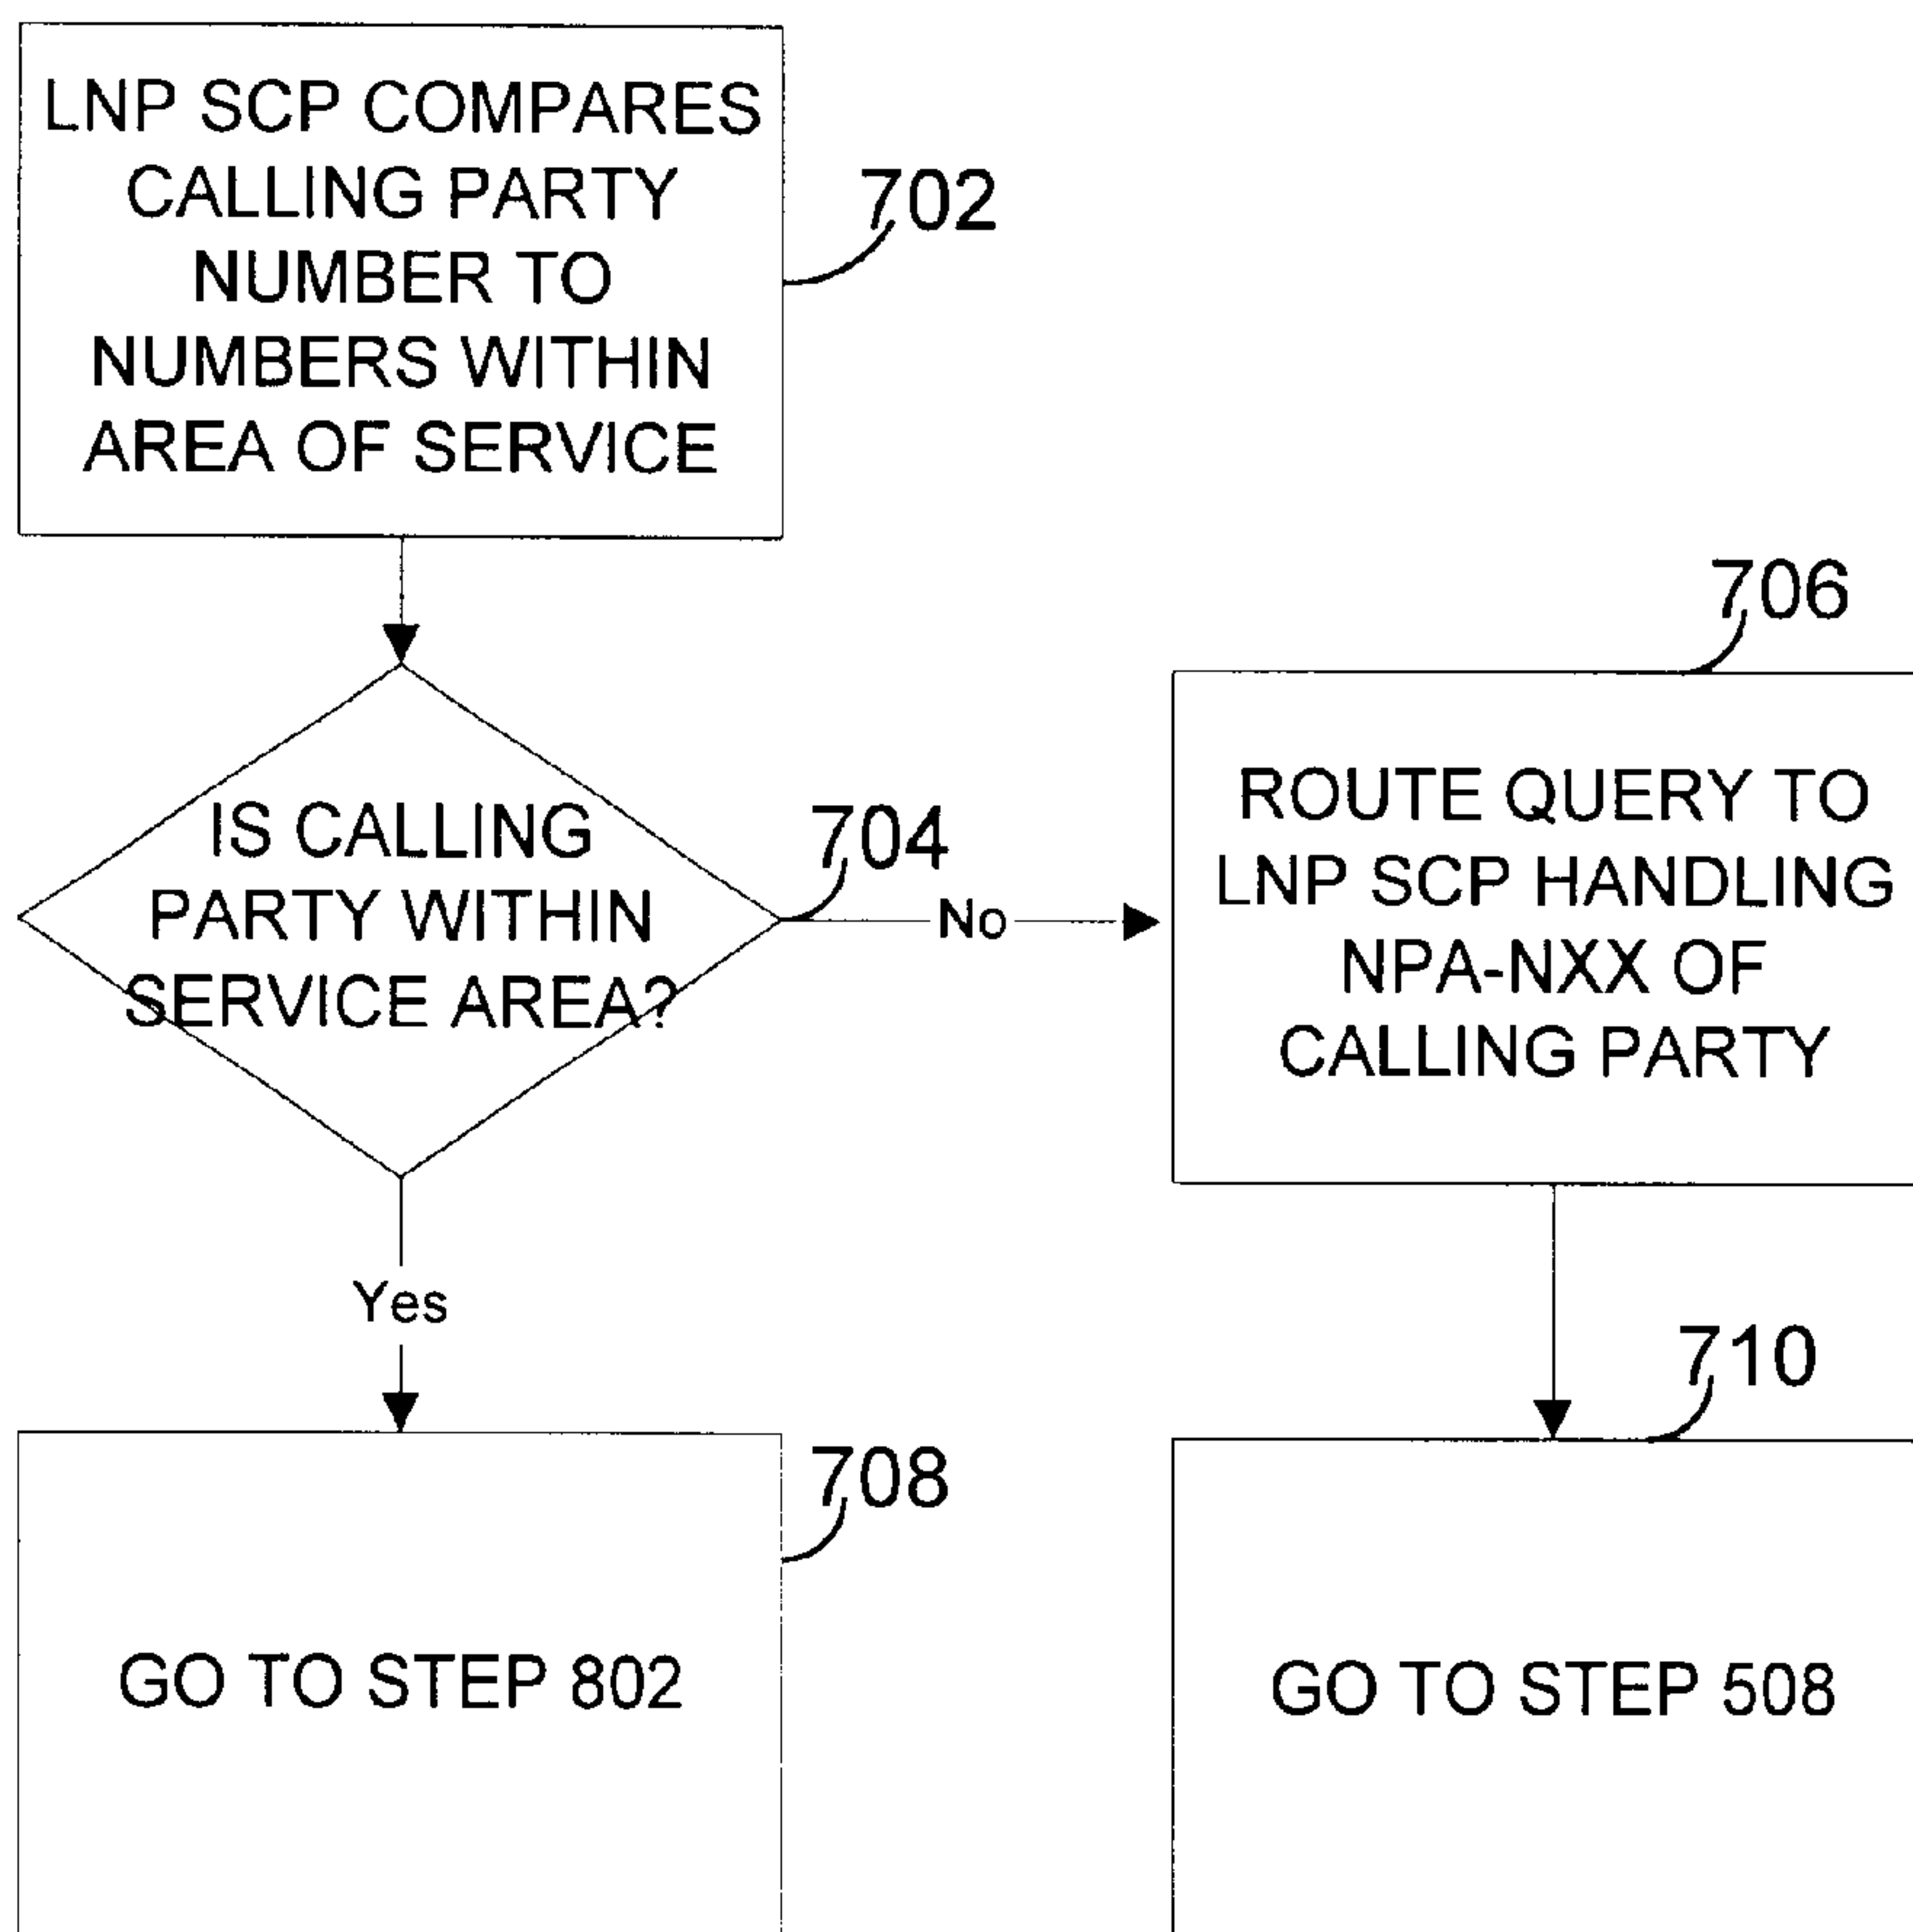 LNP SCP COMPARES
CALLING PARTY
NUMBER TO
NUMBERS WITHIN
AREA OF SERVICE
702
IS CALLING
PARTY WITHIN
SERVICE AREA?
704
No
706
ROUTE QUERY TO
LNP SCP HANDLING
NPA-NXX OF
CALLING PARTY
Yes
708
GO TO STEP 802
710
GO TO STEP 508